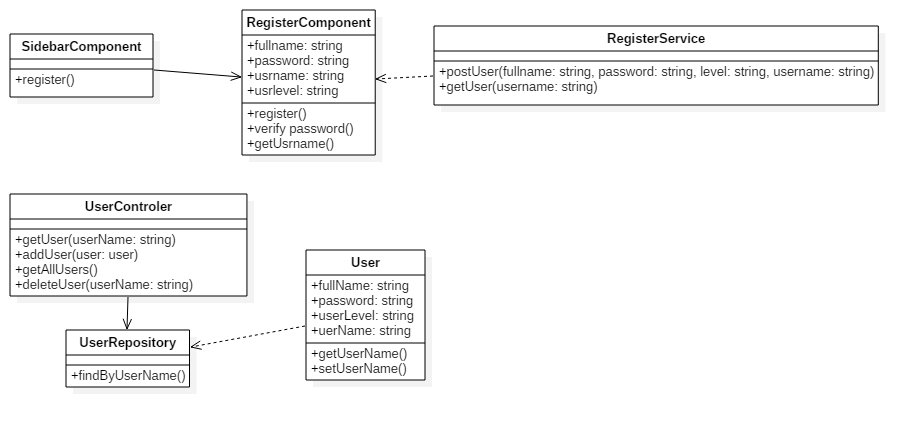 SidebarComponent
+register()
RegisterComponent
+fullname: string
+password: string
+usrname: string
+usrlevel: string
+register()
+verify password()
+getUsrname()
RegisterService
+postUser(fullname: string, password: string, level: string, username: string)
+getUser(username: string)
UserControler
+getUser(userName: string)
+addUser(user: user)
+getAllUsers()
+deleteUser(userName: string)
UserRepository
+findByUserName()
User
+fullName: string
+password: string
+userLevel: string
+uerName: string
+getUserName()
+setUserName()